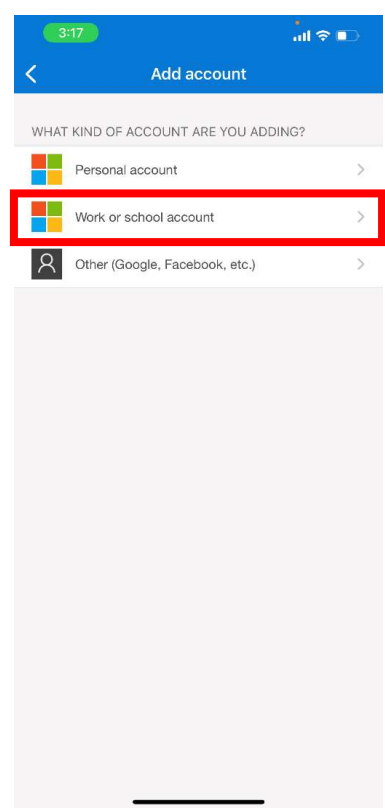 3:17
Add account
WHAT KIND OF ACCOUNT ARE YOU ADDING?
Personal account
Work or school account
Other (Google, Facebook, etc.)